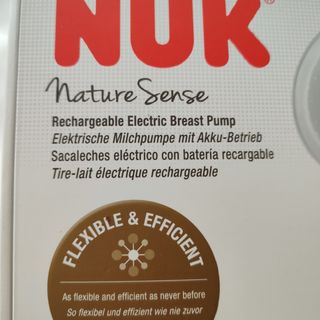 NUK
Nature Sense
Rechargeable Electric Breast Pump
Elektrische Milchpumpe mit Akku-Betrieb
Sacaleches eléctrico con batería recargable
Tire-lait électrique rechargeable
FLEXIBLE & EFFICIENT
As flexible and efficient as never before
So flexibel und effizient wie nie zuvor